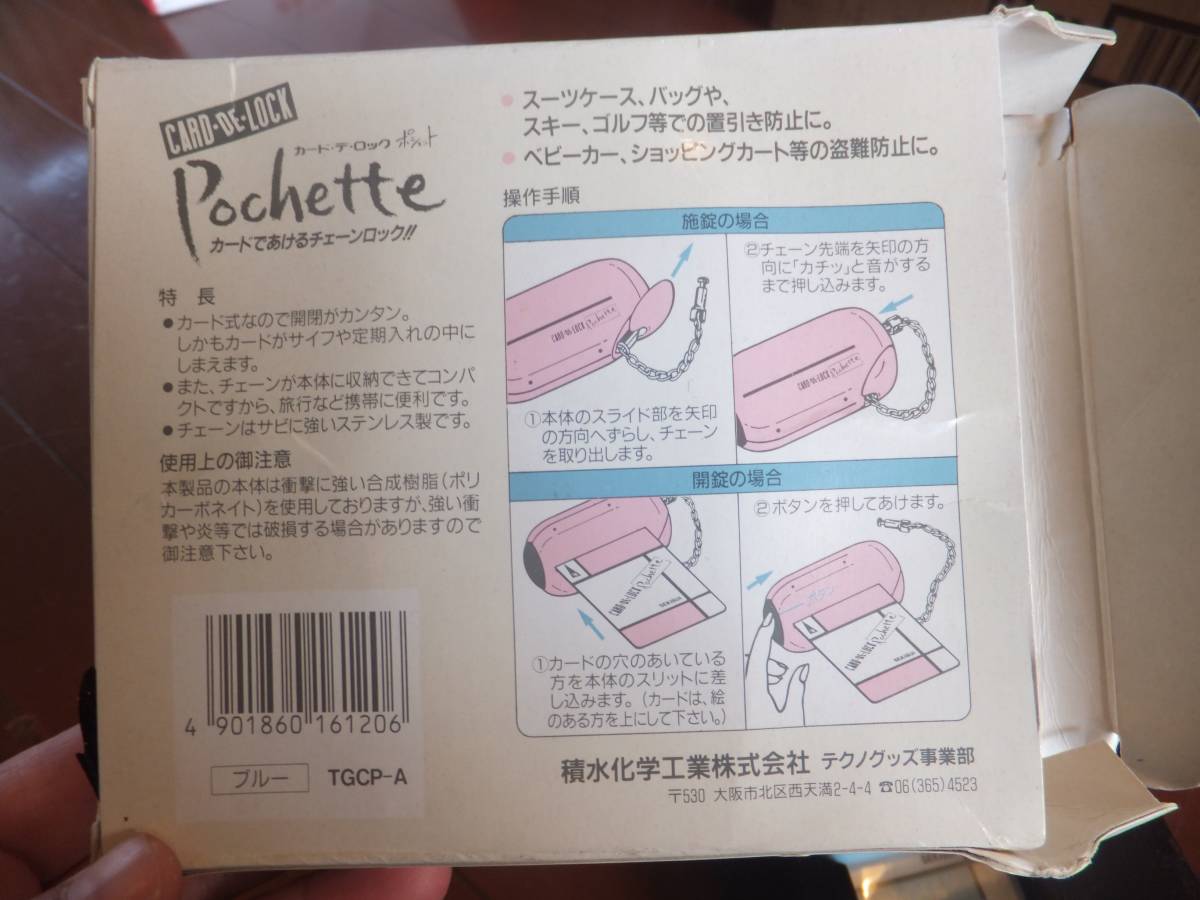 CARD・DE・LOCK
カード・デ・ロック ポシェット
Pochette
カードであけるチェーンロック!!
特 長
●カード式なので開閉がカンタン。
しかもカードがサイフや定期入れの中に
しまえます。
●また、チェーンが本体に収納できてコンパ
クトですから、旅行など携帯に便利です。
●チェーンはサビに強いステンレス製です。
使用上の御注意
本製品の本体は衝撃に強い合成樹脂(ポリ
カーボネイト)を使用しておりますが、強い衝
撃や炎等では破損する場合がありますので
御注意下さい。
4 901860 161206
ブルー TGCP-A
●スーツケース、バッグや、
スキー、ゴルフ等での置引き防止に。
●ベビーカー、ショッピングカート等の盗難防止に。
操作手順
施錠の場合
CARD・DE・LOCK Pochette
①本体のスライド部を矢印
の方向へずらし、チェーン
を取り出します。
②チェーン先端を矢印の方
向に「カチッ」と音がする
まで押し込みます。
CARD・DE・LOCK Pochette
開錠の場合
CARD・DE・LOCK Pochette
①カードの穴のあいている
方を本体のスリットに差
し込みます。(カードは、絵
のある方を上にして下さい。)
②ボタンを押してあけます。
ボタン
CARD・DE・LOCK Pochette
積水化学工業株式会社 テクノグッズ事業部
〒530 大阪市北区西天満2-4-4 ☎06(365)4523